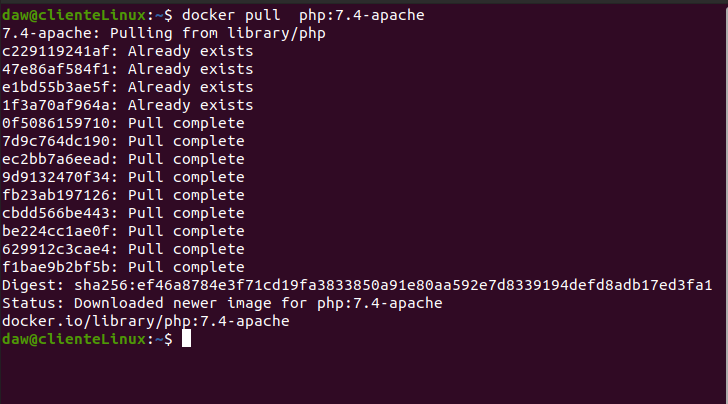 daw@clienteLinux:~$ docker pull  php:7.4-apache
7.4-apache: Pulling from library/php
c229119241af: Already exists
47e86af584f1: Already exists
e1bd55b3ae5f: Already exists
1f3a70af964a: Already exists
0f5086159710: Pull complete
7d9c764dc190: Pull complete
ec2bb7a6eead: Pull complete
9d9132470f34: Pull complete
fb23ab197126: Pull complete
cbdd566be443: Pull complete
be224cc1ae0f: Pull complete
629912c3cae4: Pull complete
f1bae9b2bf5b: Pull complete
Digest: sha256:ef46a8784e3f71cd19fa3833850a91e80aa592e7d8339194defd8adb17ed3fa1
Status: Downloaded newer image for php:7.4-apache
docker.io/library/php:7.4-apache
daw@clienteLinux:~$